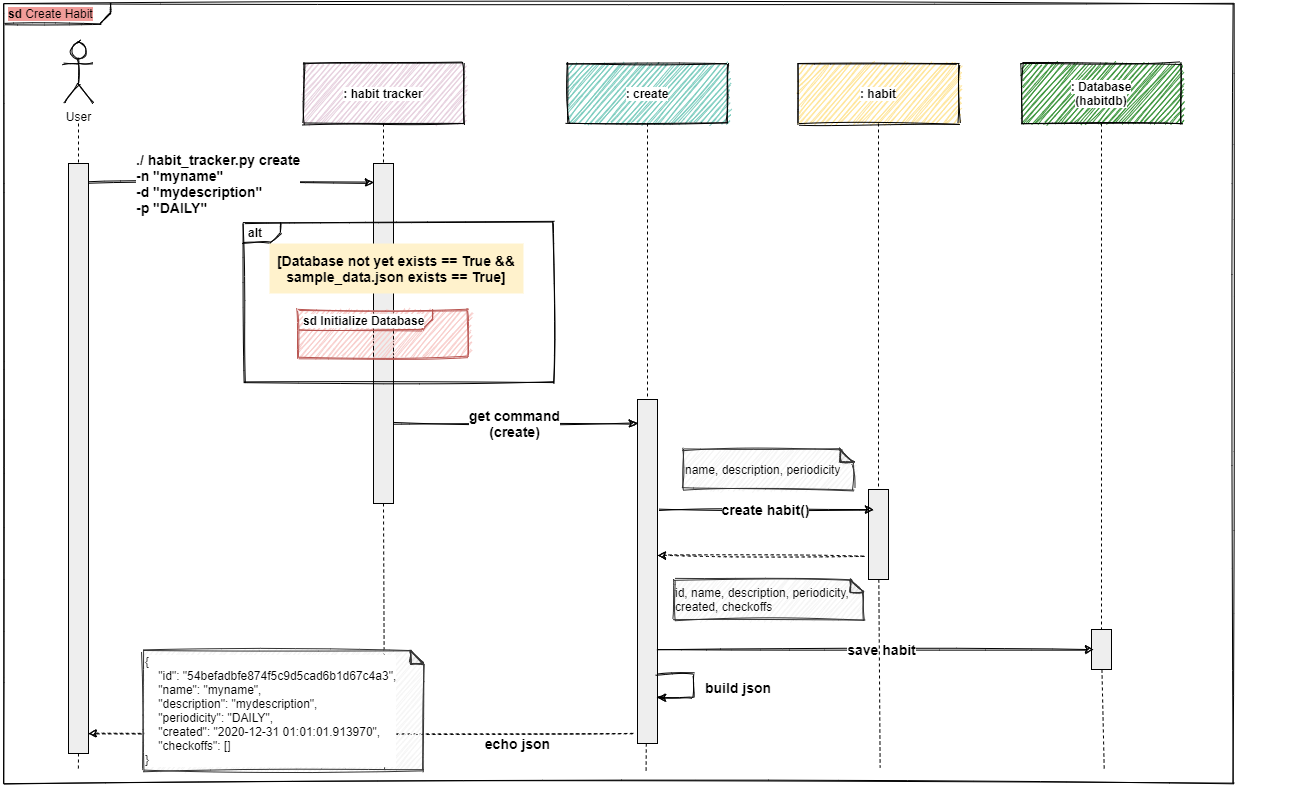 sd Create Habit
User
: habit tracker
: create
: habit
: Database
(habitdb)
./ habit_tracker.py create
-n "myname"
-d "mydescription"
-p "DAILY"
alt
[Database not yet exists == True &&
sample_data.json exists == True]
sd Initialize Database
get command
(create)
name, description, periodicity
create habit()
id, name, description, periodicity,
created, checkoffs
save habit
build json
{
"id": "54befadbfe874f5c9d5cad6b1d67c4a3",
"name": "myname",
"description": "mydescription",
"periodicity": "DAILY",
"created": "2020-12-31 01:01:01.913970",
"checkoffs": []
}
echo json